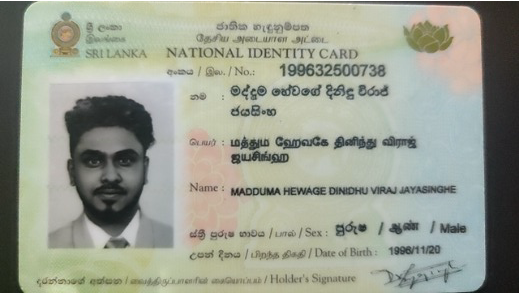 ශ්‍රී ලංකා
இலங்கை
SRI LANKA
ජාතික හැඳුනුම්පත
தேசிய அடையாள அட்டை
NATIONAL IDENTITY CARD
අංකය / இல. / No.: 199632500738
නම : මද්දුම හේවගේ දිනිඳු විරාජ්
ජයසිංහ
பெயர் : மத்தும ஹேவகே தினிந்து விராஜ்
ஜயசிங்ஹ
Name : MADDUMA HEWAGE DINIDHU VIRAJ JAYASINGHE
ස්ත්‍රී පුරුෂ භාවය / பால் / Sex : පුරුෂ / ஆண் / Male
උපන් දිනය / பிறந்த திகதி / Date of Birth : 1996/11/20
දරන්නාගේ අත්සන / வைத்திருப்பாளரின் கையொப்பம் / Holder's Signature